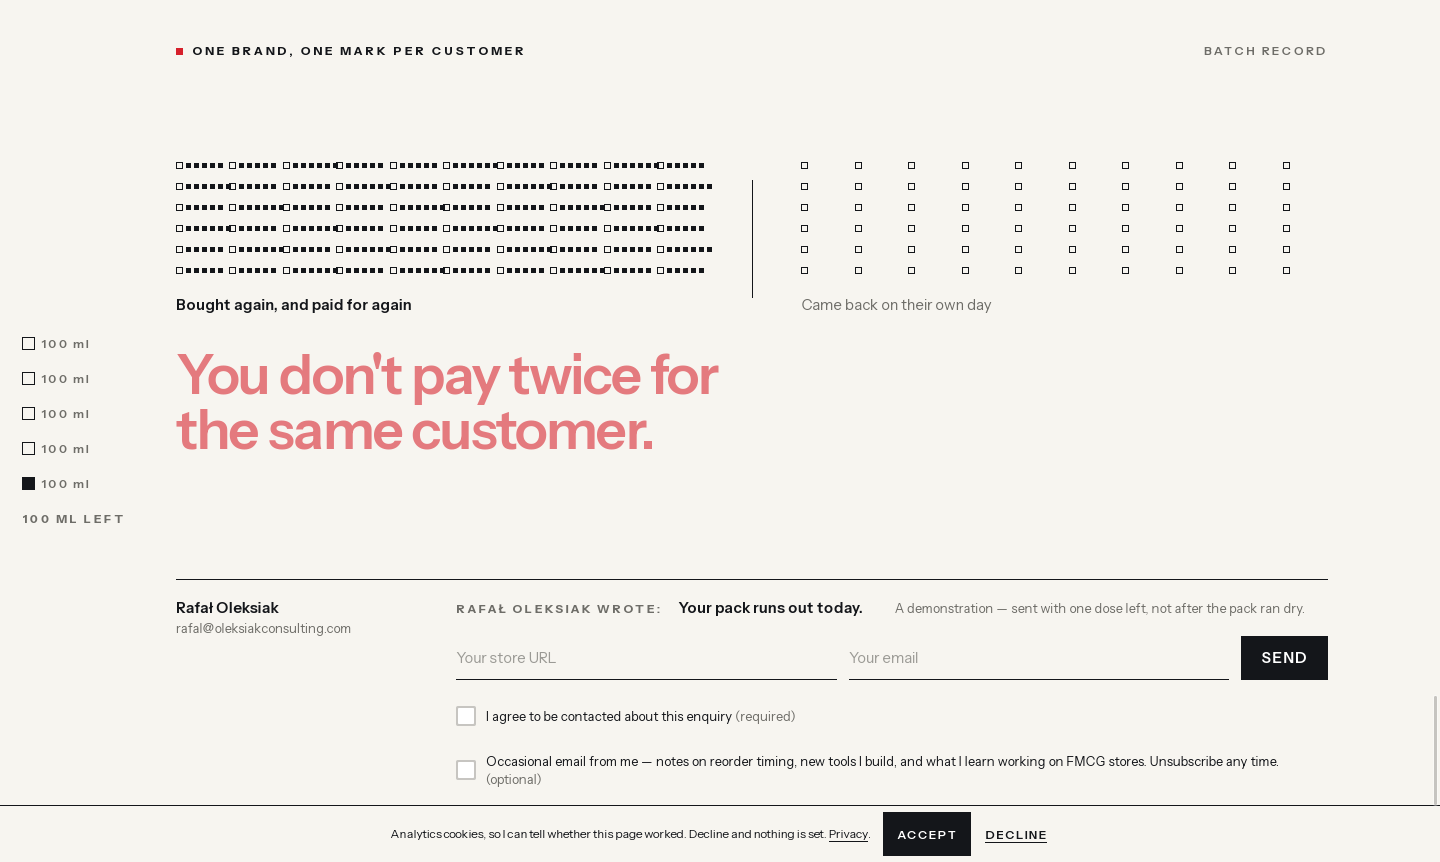 ONE BRAND, ONE MARK PER CUSTOMER
BATCH RECORD
Bought again, and paid for again
Came back on their own day
100 ml
100 ml
100 ml
100 ml
100 ml
100 ML LEFT
You don't pay twice for
the same customer.
Rafał Oleksiak
rafal@oleksiakconsulting.com
RAFAŁ OLEKSIAK WROTE: Your pack runs out today. A demonstration — sent with one dose left, not after the pack ran dry.
Your store URL
Your email
SEND
I agree to be contacted about this enquiry (required)
Occasional email from me — notes on reorder timing, new tools I build, and what I learn working on FMCG stores. Unsubscribe any time.
(optional)
Analytics cookies, so I can tell whether this page worked. Decline and nothing is set. Privacy.
ACCEPT
DECLINE